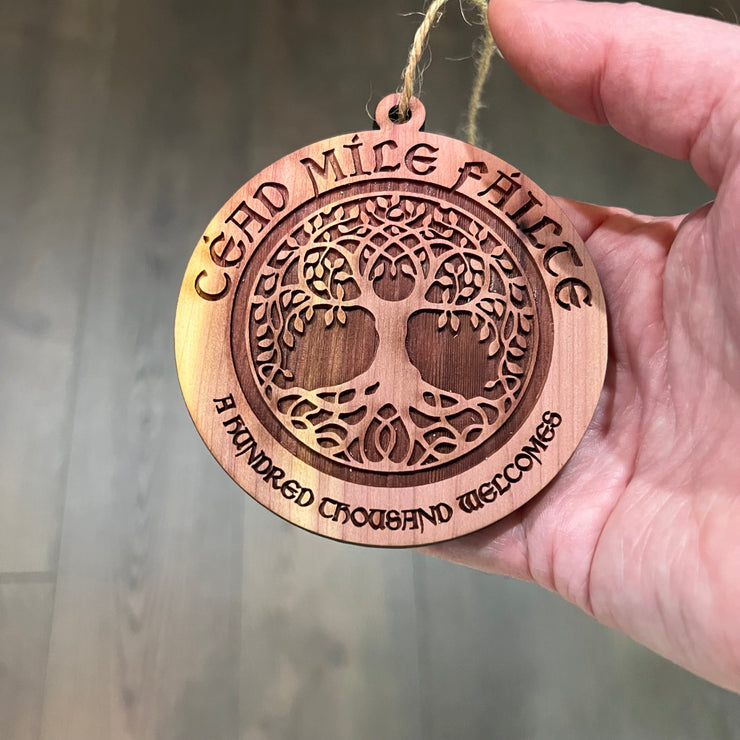 CÉAD MÍLE FÁILTE
A HUNDRED THOUSAND WELCOMES